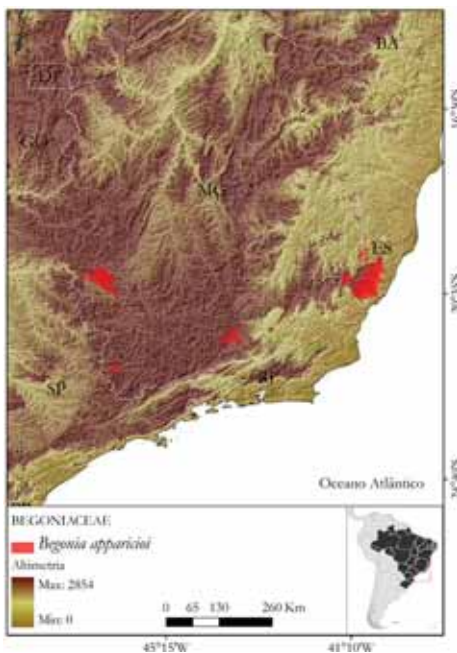 BA
DF
GO
MG
ES
SP
RJ
Oceano Atlântico
BEGONIACEAE
Begonia apparicioi
Altimetria
Max: 2854
Min: 0
0 65 130 260 Km
45°15'W 41°10'W